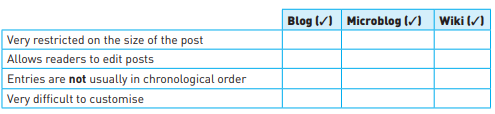 Blog (✓) Microblog (✓) Wiki (✓)
Very restricted on the size of the post
Allows readers to edit posts
Entries are not usually in chronological order
Very difficult to customise